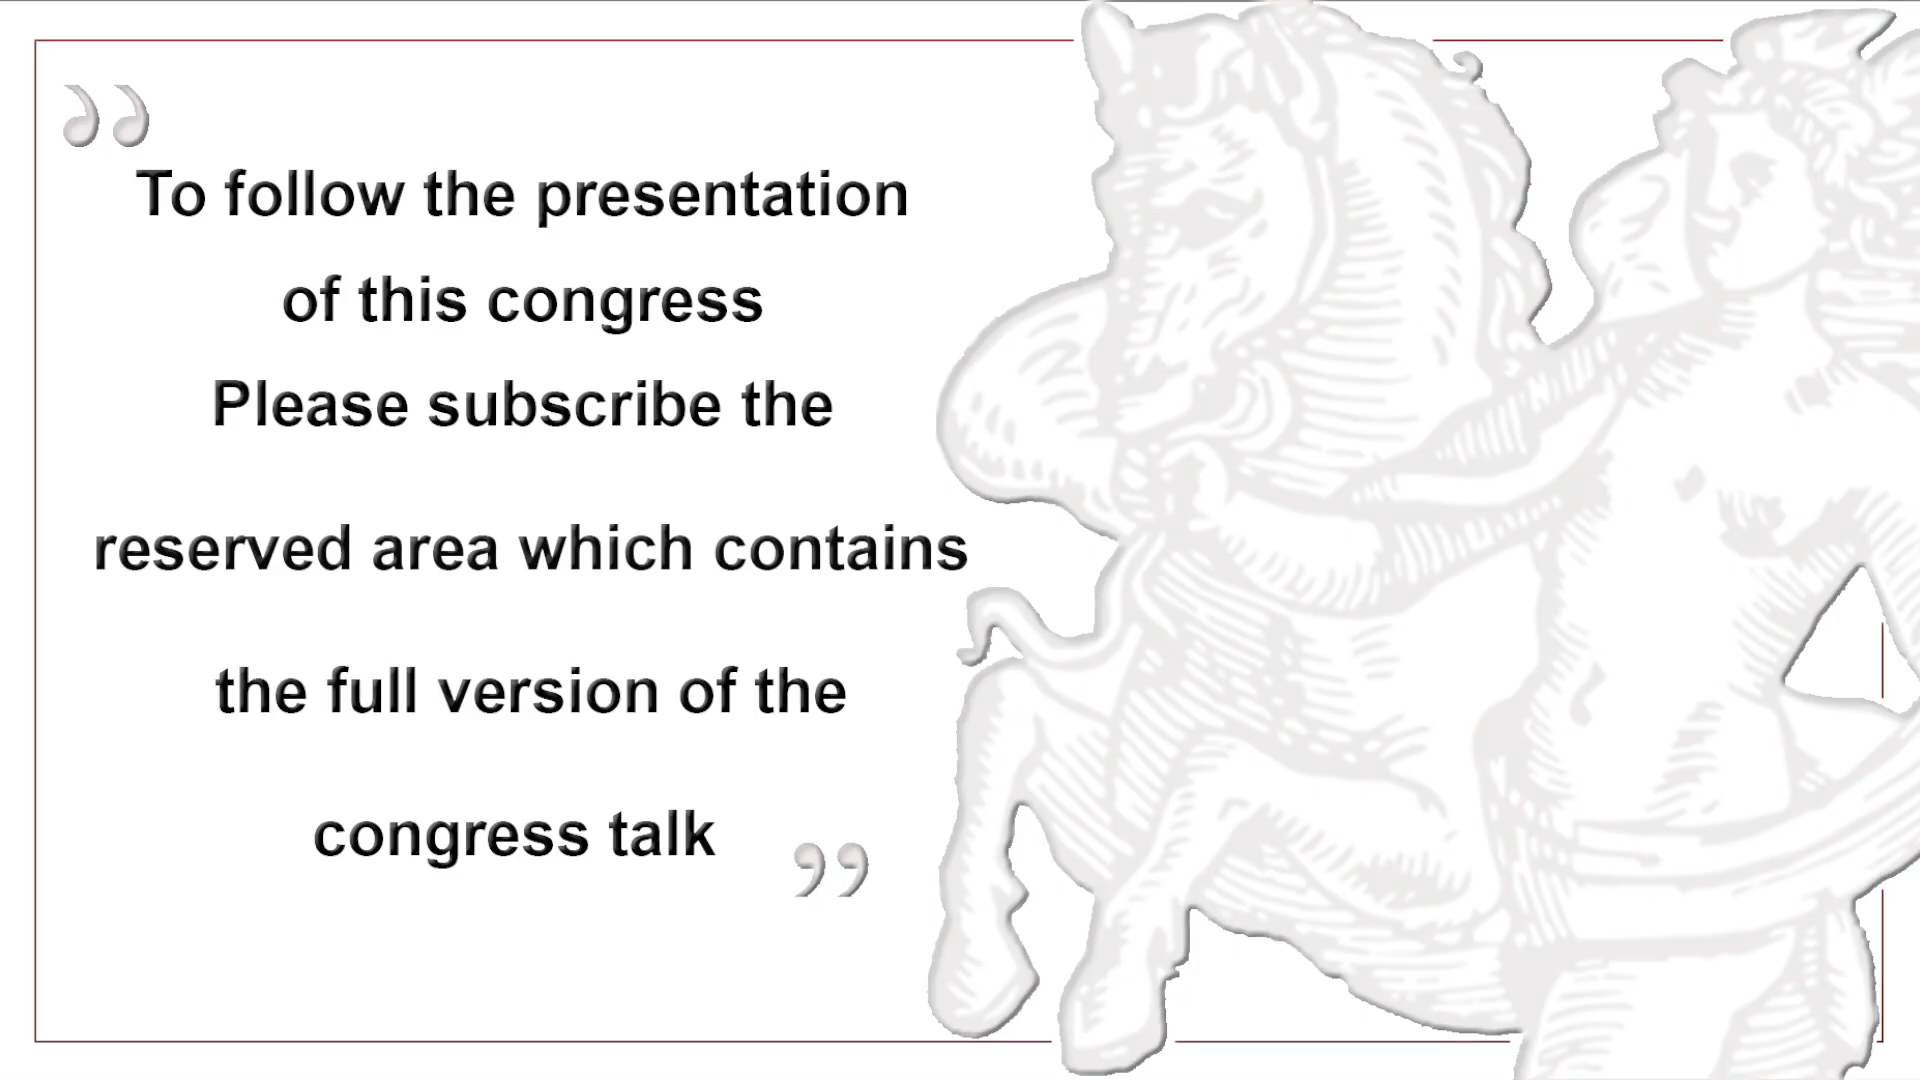 ”
To follow the presentation
of this congress
Please subscribe the
reserved area which contains
the full version of the
congress talk ”